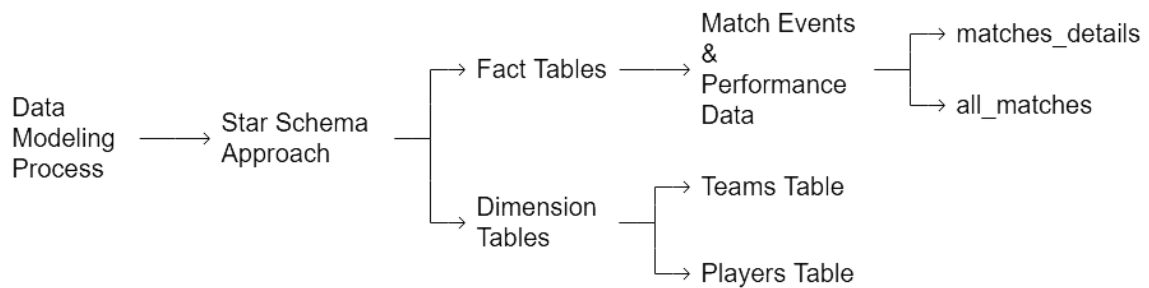 Data
Modeling
Process
Star Schema
Approach
Fact Tables
Match Events
&
Performance
Data
matches_details
all_matches
Dimension
Tables
Teams Table
Players Table